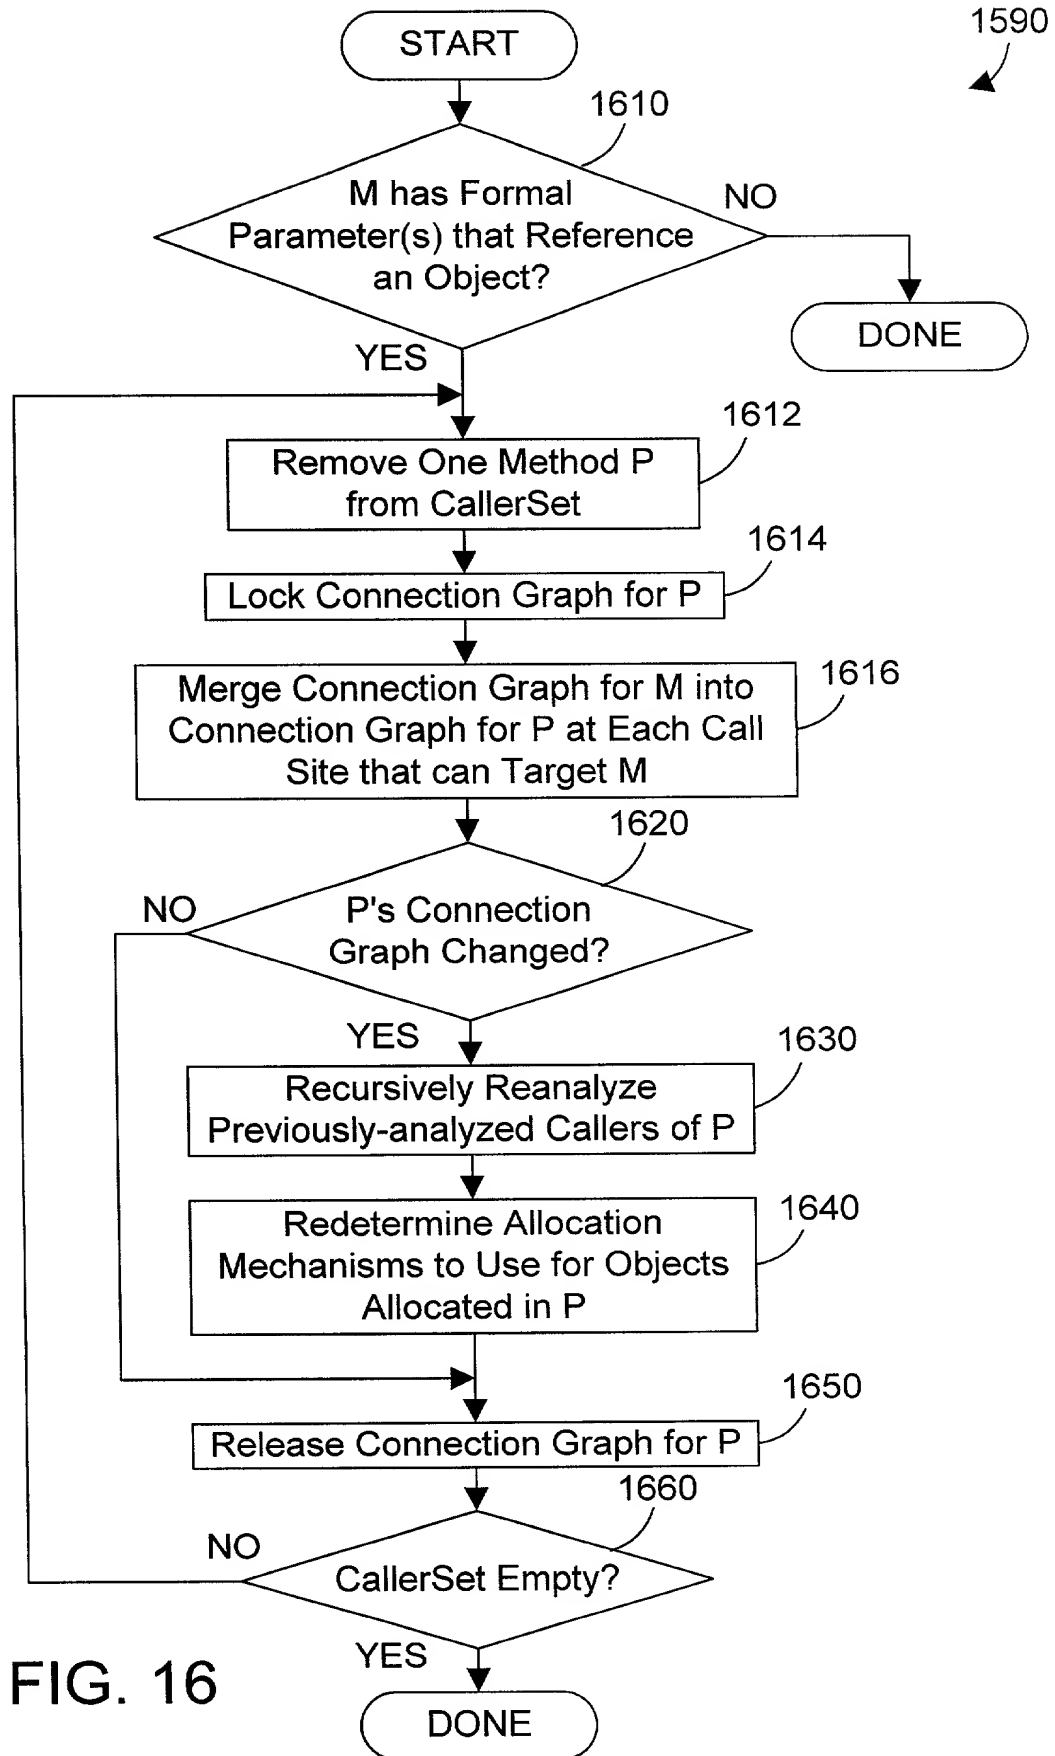 START
1590
1610
M has Formal
Parameter(s) that Reference
an Object?
NO
DONE
YES
1612
Remove One Method P
from CallerSet
1614
Lock Connection Graph for P
1616
Merge Connection Graph for M into
Connection Graph for P at Each Call
Site that can Target M
1620
P's Connection
Graph Changed?
NO
YES
1630
Recursively Reanalyze
Previously-analyzed Callers of P
1640
Redetermine Allocation
Mechanisms to Use for Objects
Allocated in P
1650
Release Connection Graph for P
1660
CallerSet Empty?
NO
YES
DONE
FIG. 16